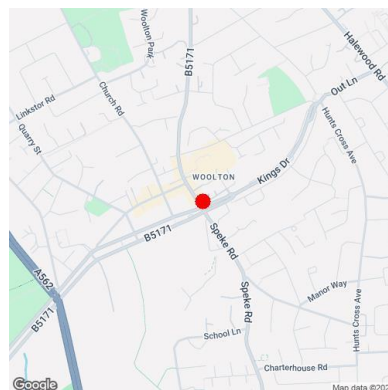 Woolton
Park
B5171
Halewood Rd
Out Ln
Linkstor Rd
Church Rd
Quarry St
Hunts Cross Ave
WOOLTON
Kings Dr
B5171
Speke Rd
A562
B5171
Manor Way
Speke Rd
Hunts Cross Ave
School Ln
Charterhouse Rd
Google
Map data ©202